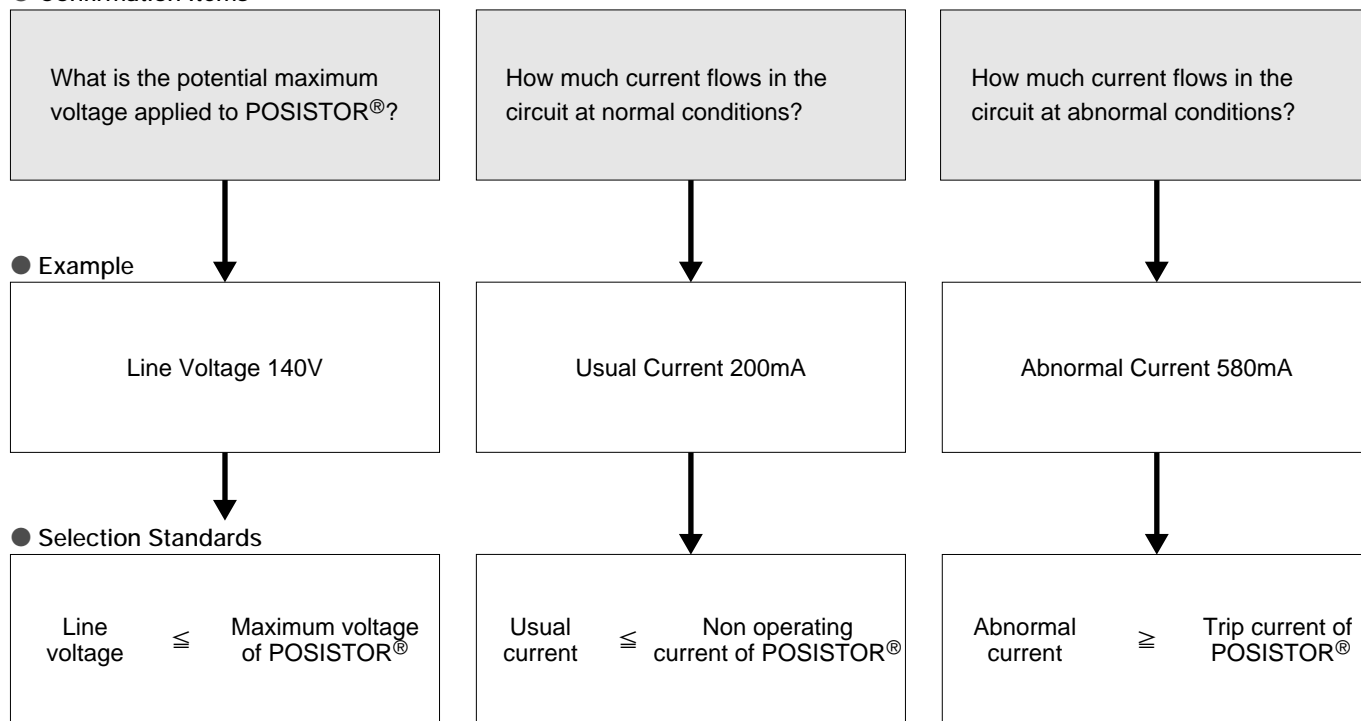 What is the potential maximum
voltage applied to POSISTOR®?
How much current flows in the
circuit at normal conditions?
How much current flows in the
circuit at abnormal conditions?
● Example
Line Voltage 140V
Usual Current 200mA
Abnormal Current 580mA
● Selection Standards
Line
voltage
≦
Maximum voltage
of POSISTOR®
Usual
current
≦
Non operating
current of POSISTOR®
Abnormal
current
≧
Trip current of
POSISTOR®